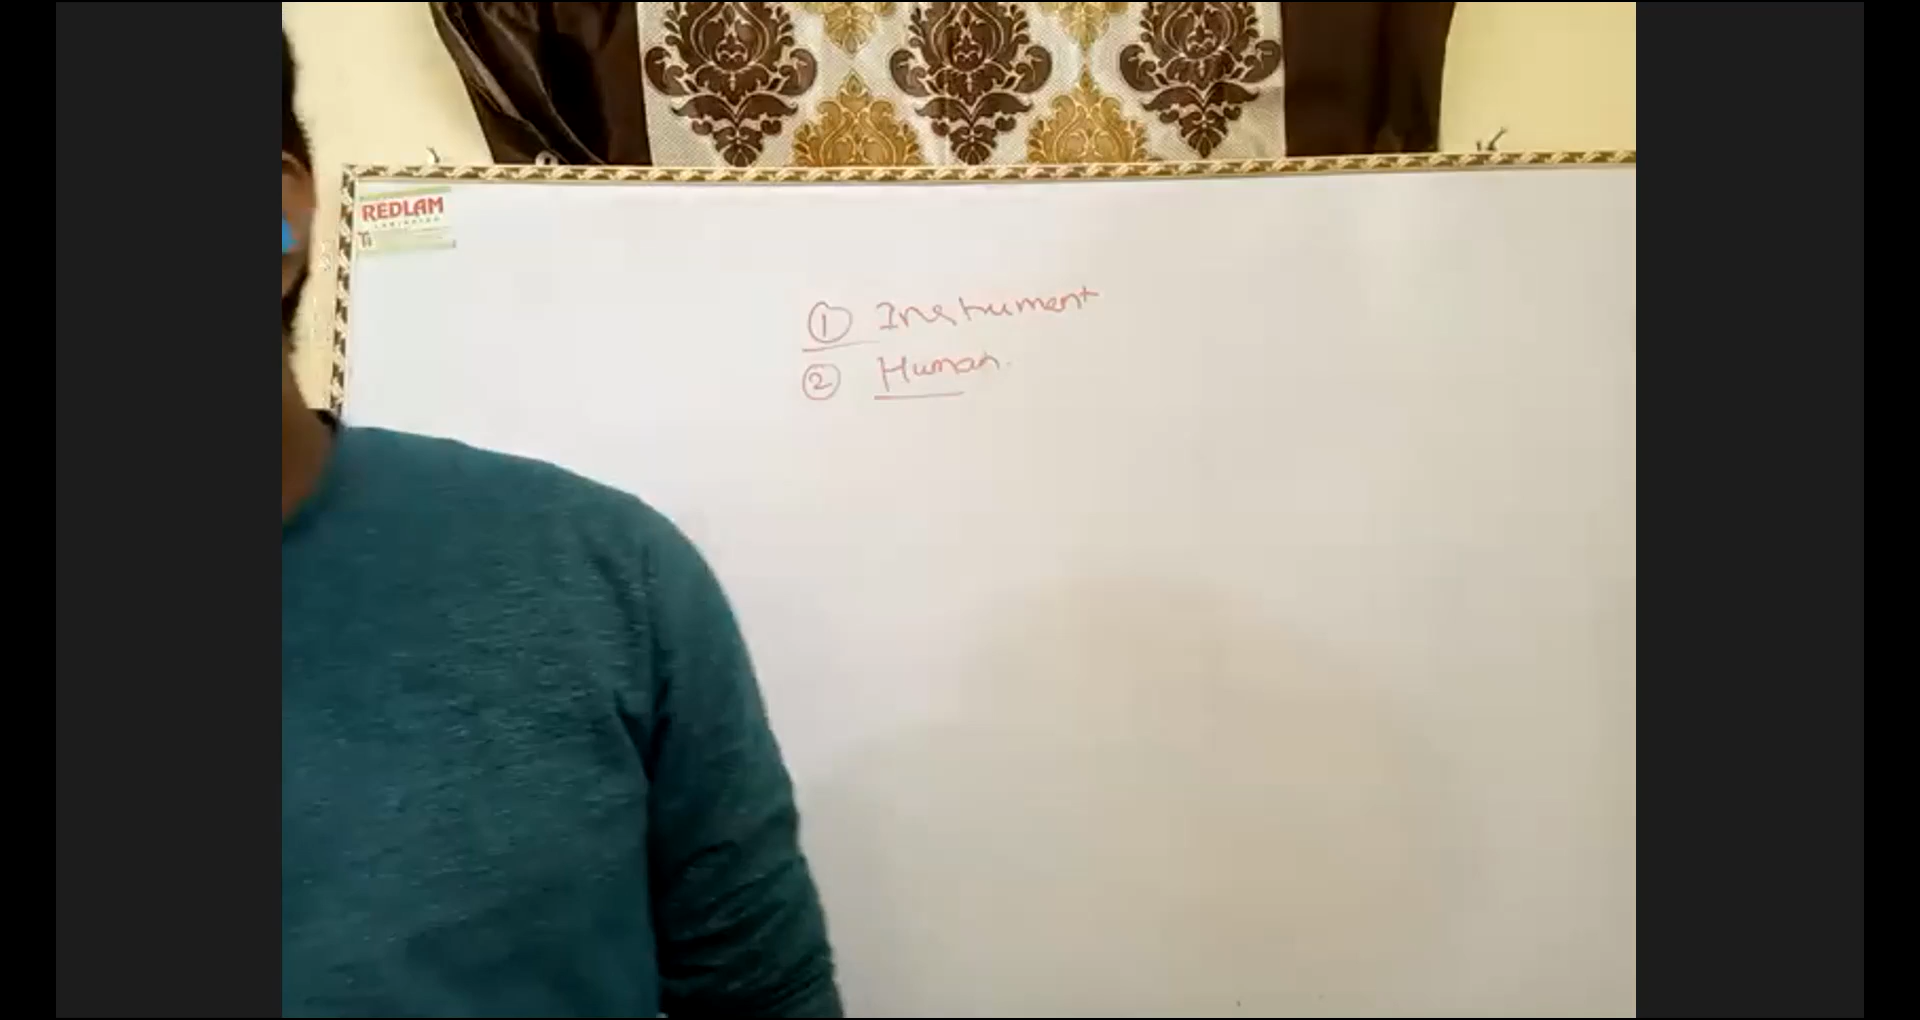 REDLAM
① Instrument
② Human.